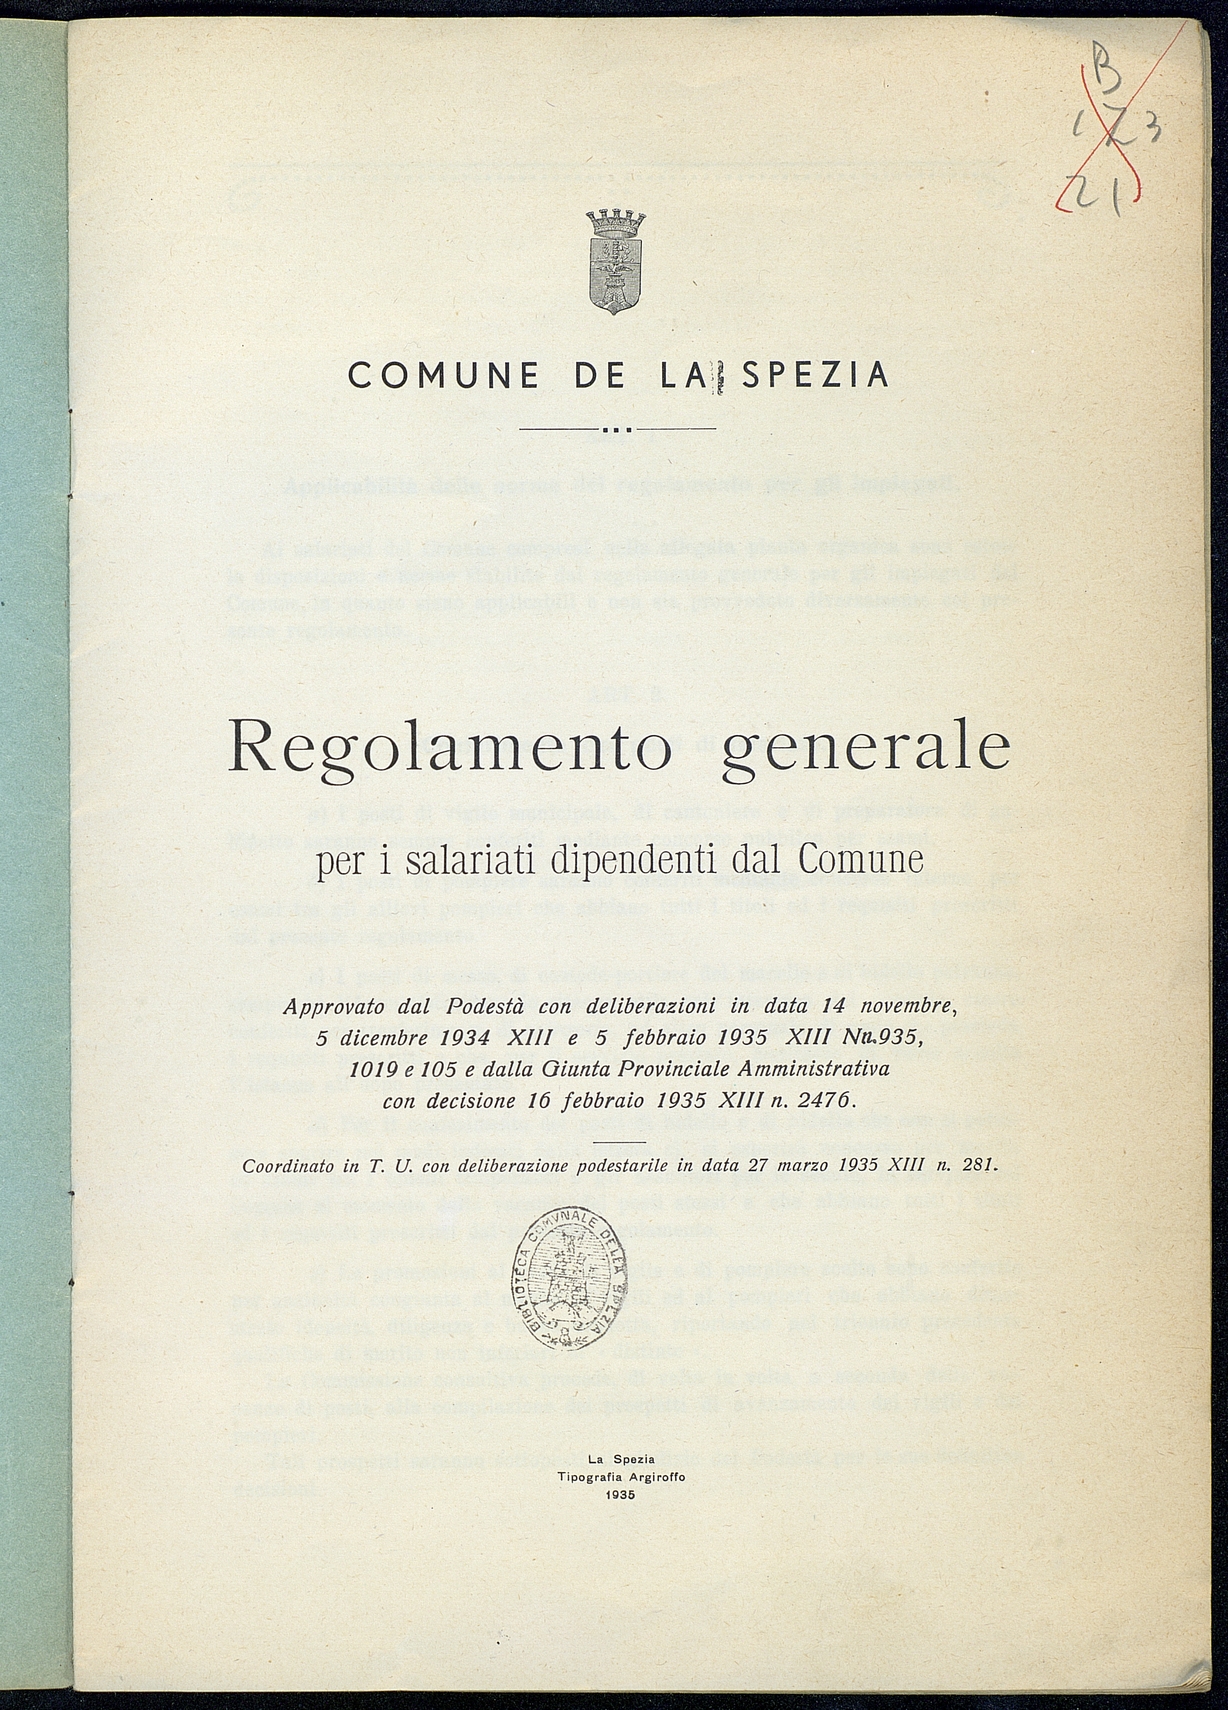 B
1 Z 3
21
COMUNE DE LA SPEZIA
Regolamento generale
per i salariati dipendenti dal Comune
Approvato dal Podestà con deliberazioni in data 14 novembre,
5 dicembre 1934 XIII e 5 febbraio 1935 XIII Nn. 935,
1019 e 105 e dalla Giunta Provinciale Amministrativa
con decisione 16 febbraio 1935 XIII n. 2476.
Coordinato in T. U. con deliberazione podestarile in data 27 marzo 1935 XIII n. 281.
BIBLIOTECA COMVNALE DELLA SPEZIA
La Spezia
Tipografia Argiroffo
1935